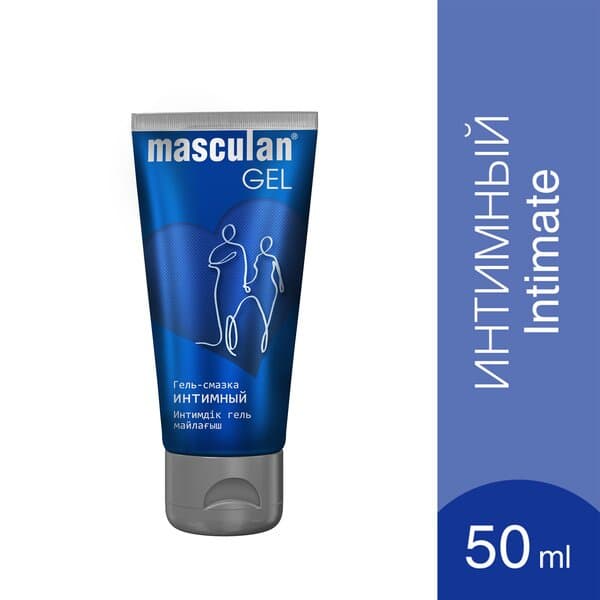 masculan®
GEL
Гель-смазка
ИНТИМНЫЙ
Интимдік гель
майлағыш
ИНТИМНЫЙ
Intimate
50 ml